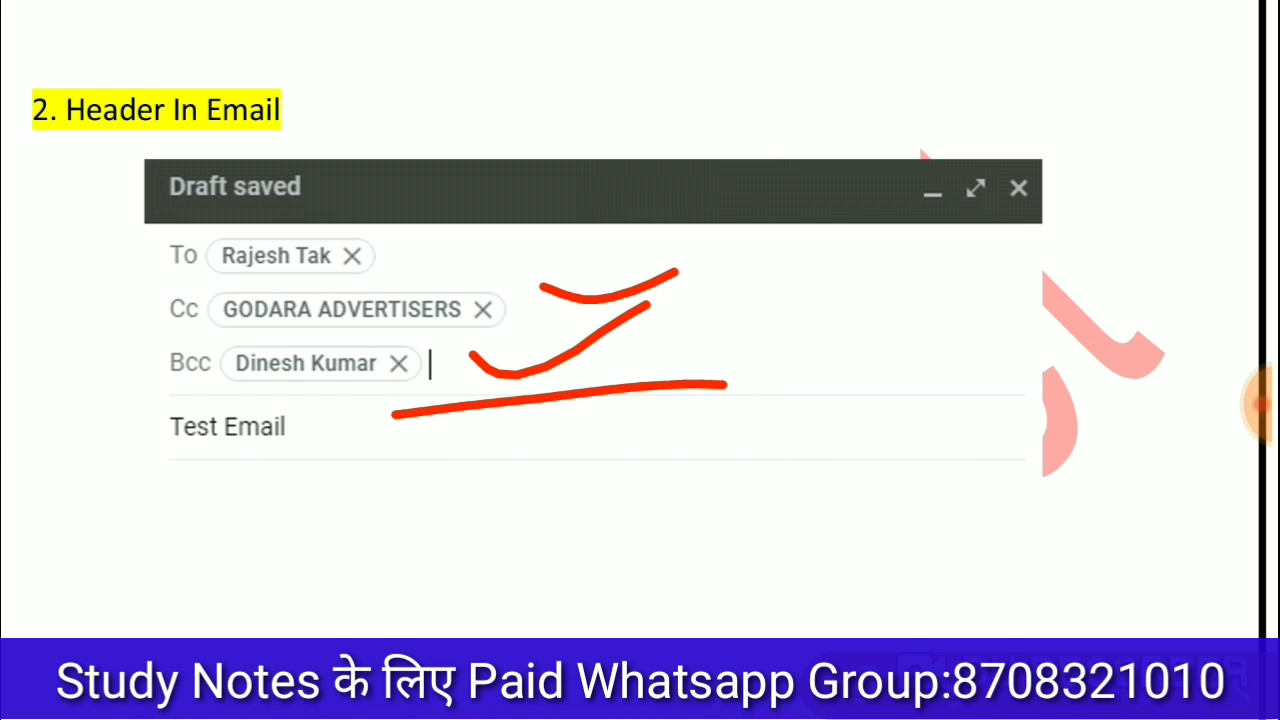 2. Header In Email
Draft saved
To Rajesh Tak
Cc GODARA ADVERTISERS
Bcc Dinesh Kumar
Test Email
Study Notes के लिए Paid Whatsapp Group:8708321010